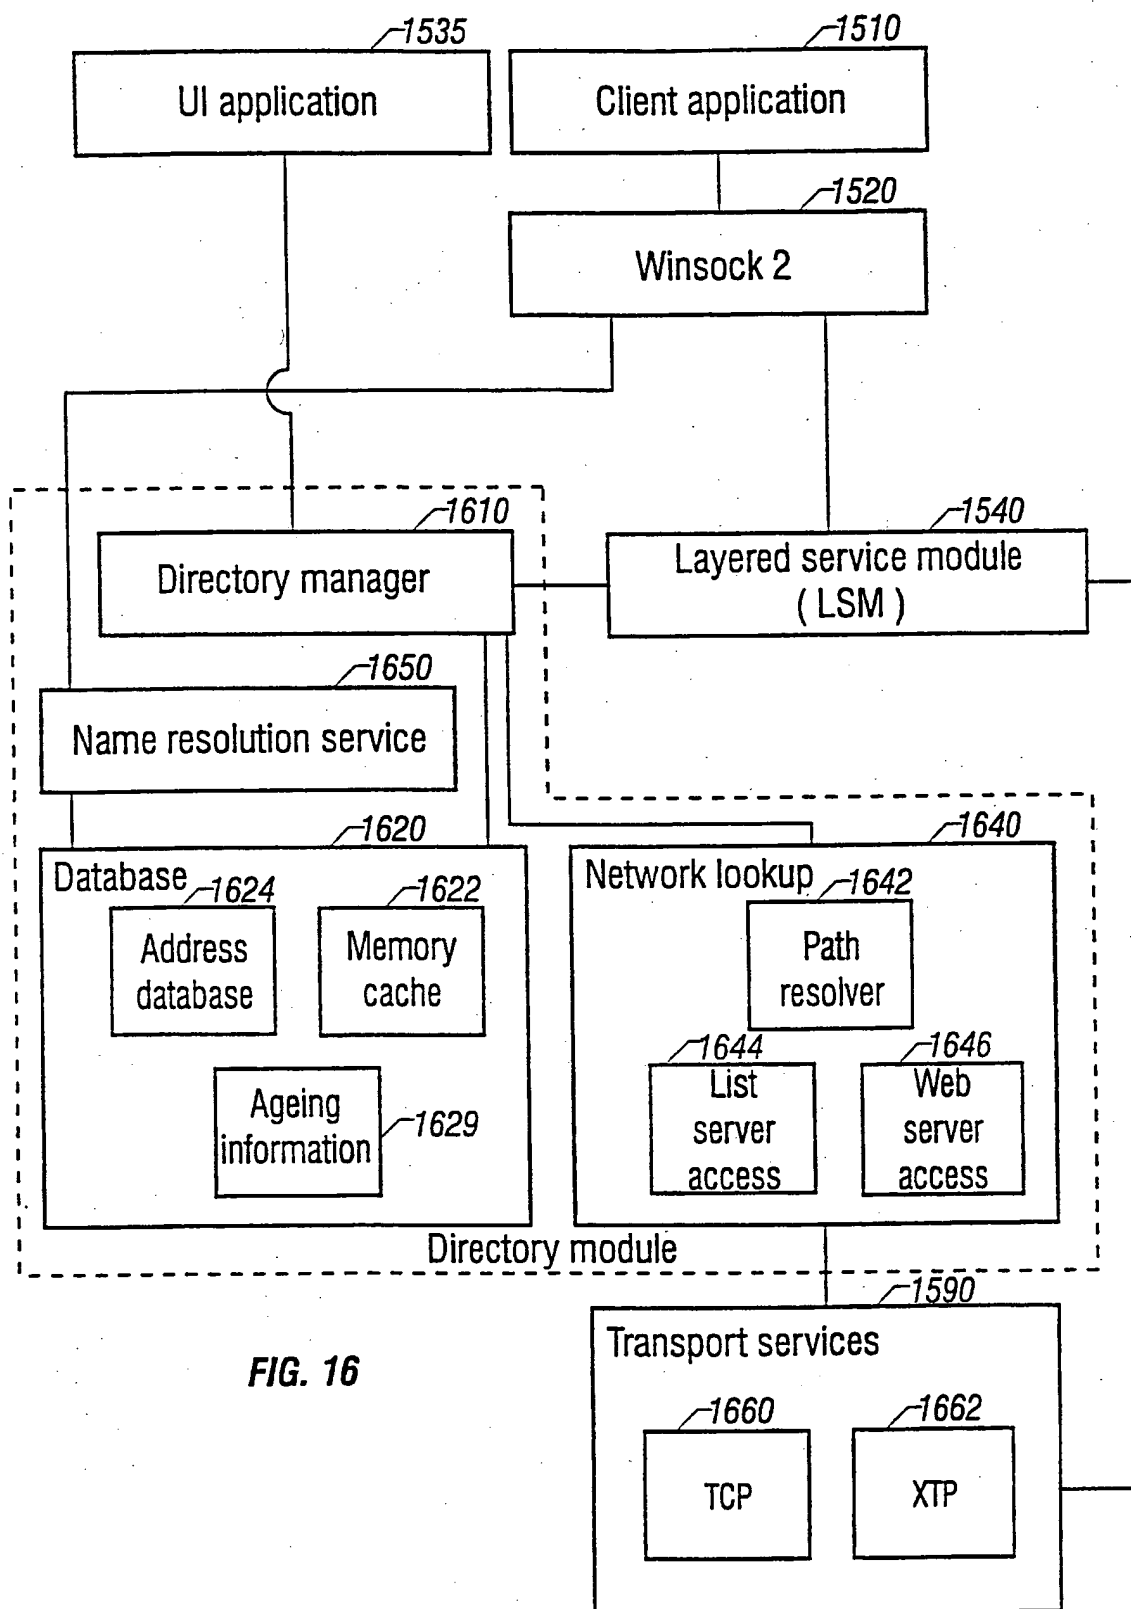 1535
UI application
1510
Client application
1520
Winsock 2
1610
Directory manager
1540
Layered service module
( LSM )
1650
Name resolution service
1620
Database
1624
Address
database
1622
Memory
cache
Ageing
information
1629
1640
Network lookup
1642
Path
resolver
1644
List
server
access
1646
Web
server
access
Directory module
1590
Transport services
1660
TCP
1662
XTP
FIG. 16